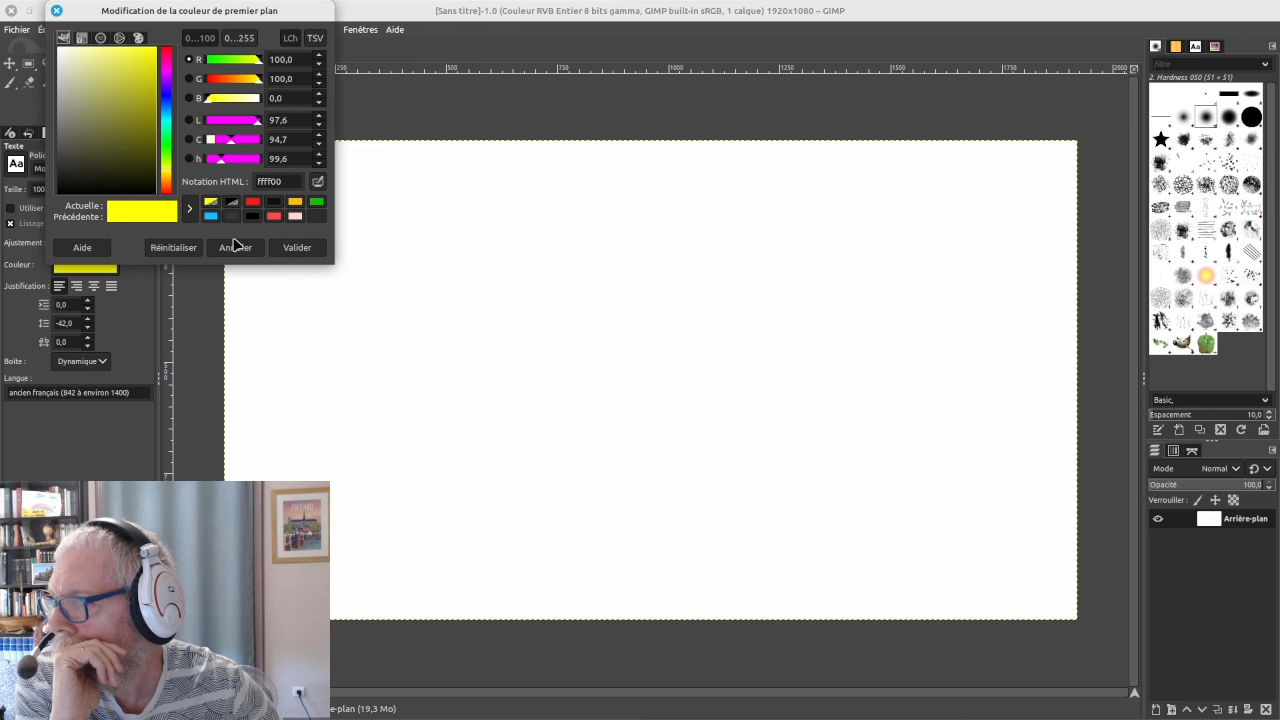 Modification de la couleur de premier plan
[Sans titre]-1.0 (Couleur RVB Entier 8 bits gamma, GIMP built-in sRGB, 1 calque) 1920x1080 – GIMP
Fichier
Fenêtres Aide
0...100 0...255 LCh TSV
R 100,0
G 100,0
B 0,0
L 97,6
C 94,7
h 99,6
Notation HTML : ffff00
Actuelle :
Précédente :
Aide Réinitialiser Annuler Valider
Texte
Aa
Taille : 100
Utiliser
Lissage
Ajustement
Couleur :
Justification :
0,0
-42,0
0,0
Boîte : Dynamique
Langue :
ancien français (842 à environ 1400)
250 500 750 1000 1250 1500 1750 2000
filtre
2. Hardness 050 (51 × 51)
Basic,
Espacement 10,0
Mode Normal
Opacité 100,0
Verrouiller :
Arrière-plan
e-plan (19,3 Mo)